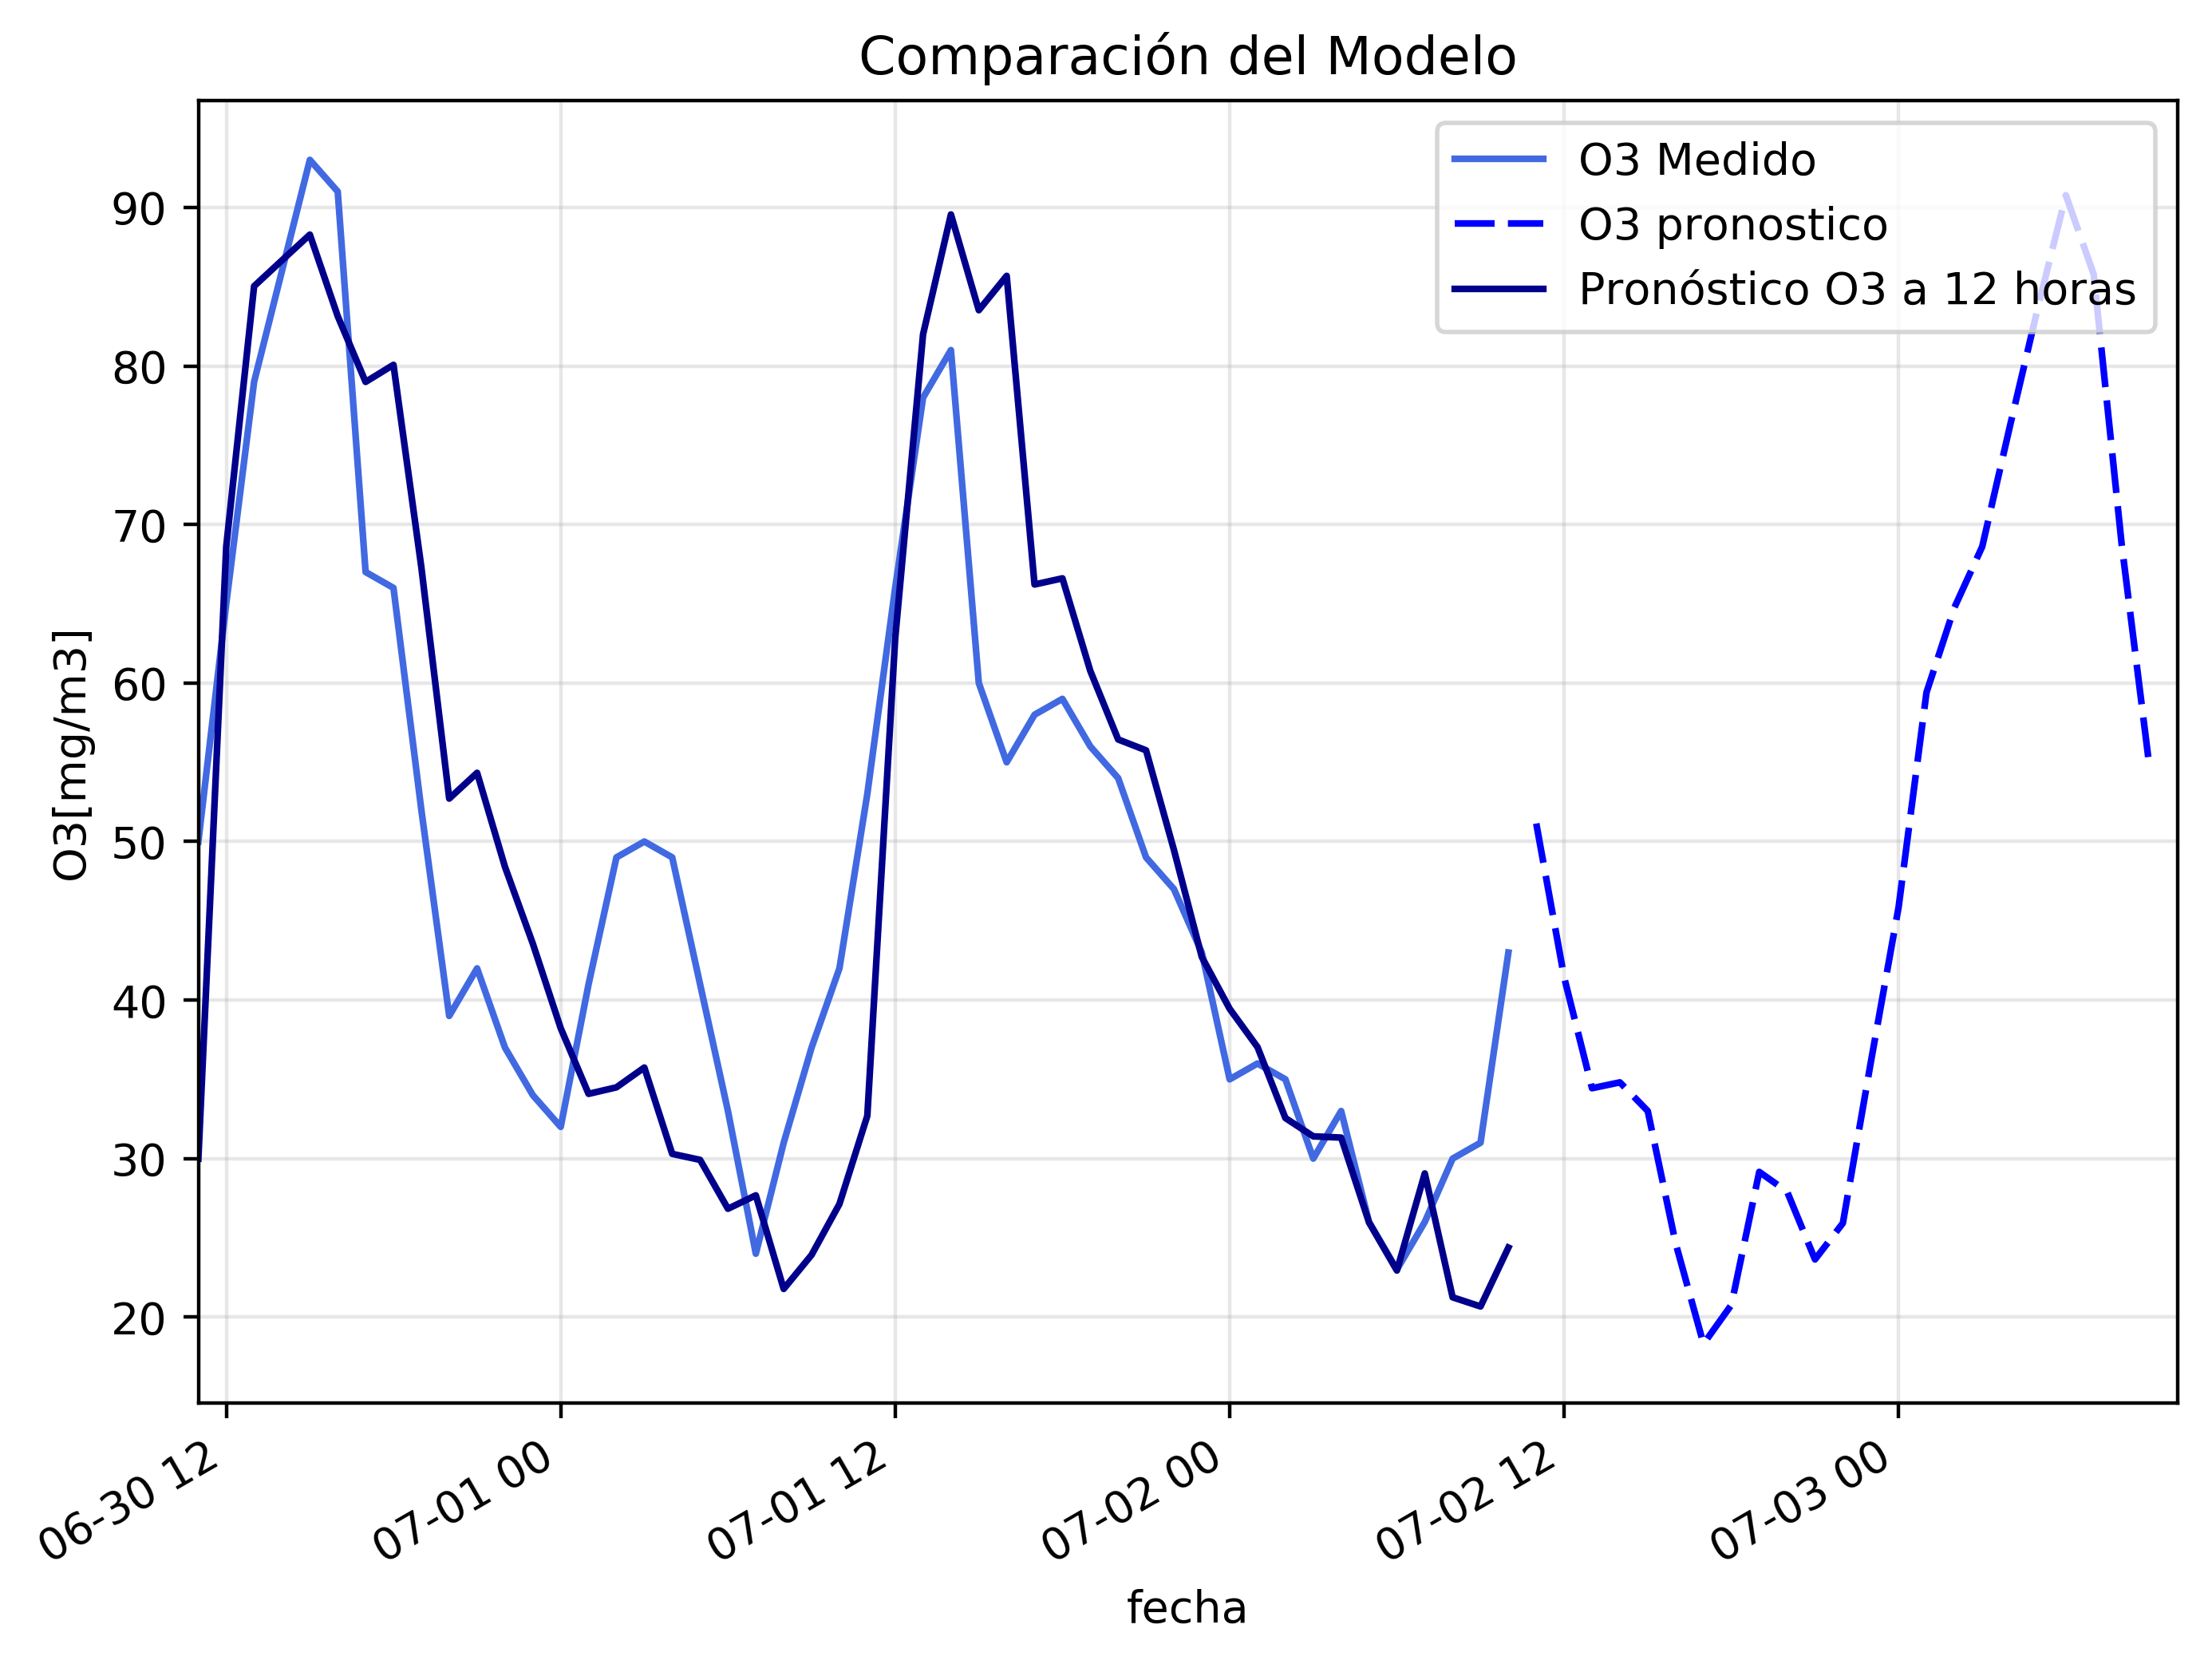 Comparación del Modelo
O3 Medido
O3 pronostico
Pronóstico O3 a 12 horas
O3[mg/m3]
90
80
70
60
50
40
30
20
06-30 12
07-01 00
07-01 12
07-02 00
07-02 12
07-03 00
fecha